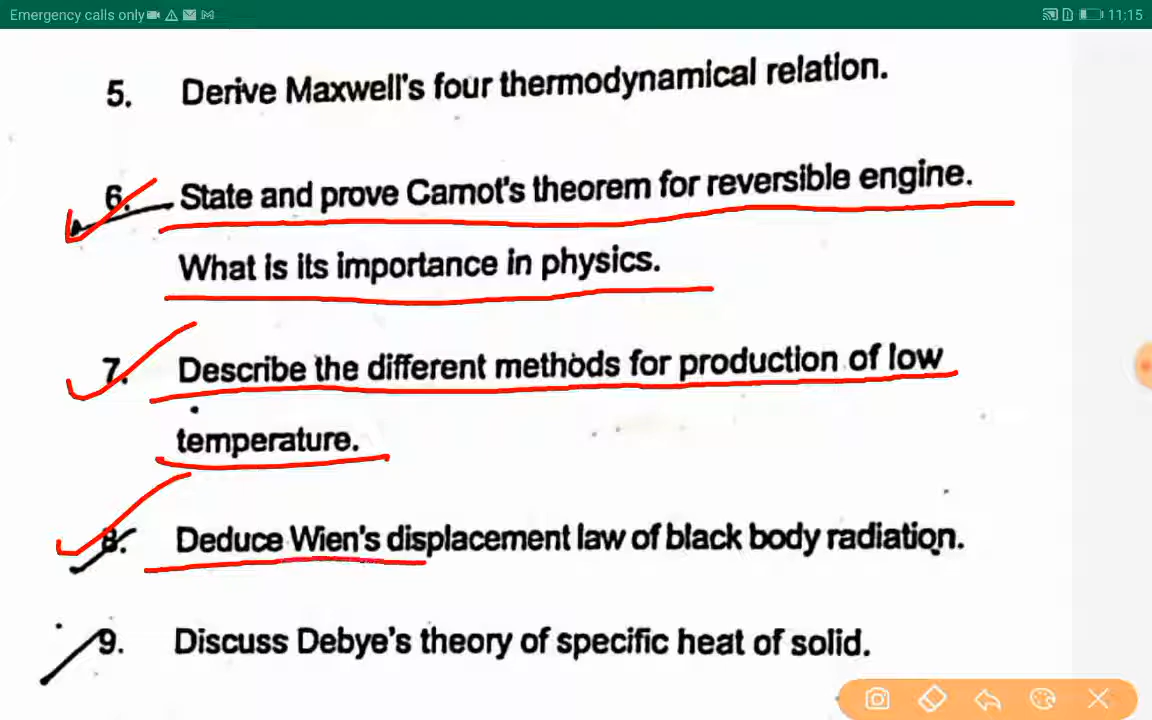 Emergency calls only 11:15
5. Derive Maxwell's four thermodynamical relation.
6. State and prove Carnot's theorem for reversible engine.
What is its importance in physics.
7. Describe the different methods for production of low
temperature.
8. Deduce Wien's displacement law of black body radiation.
9. Discuss Debye's theory of specific heat of solid.